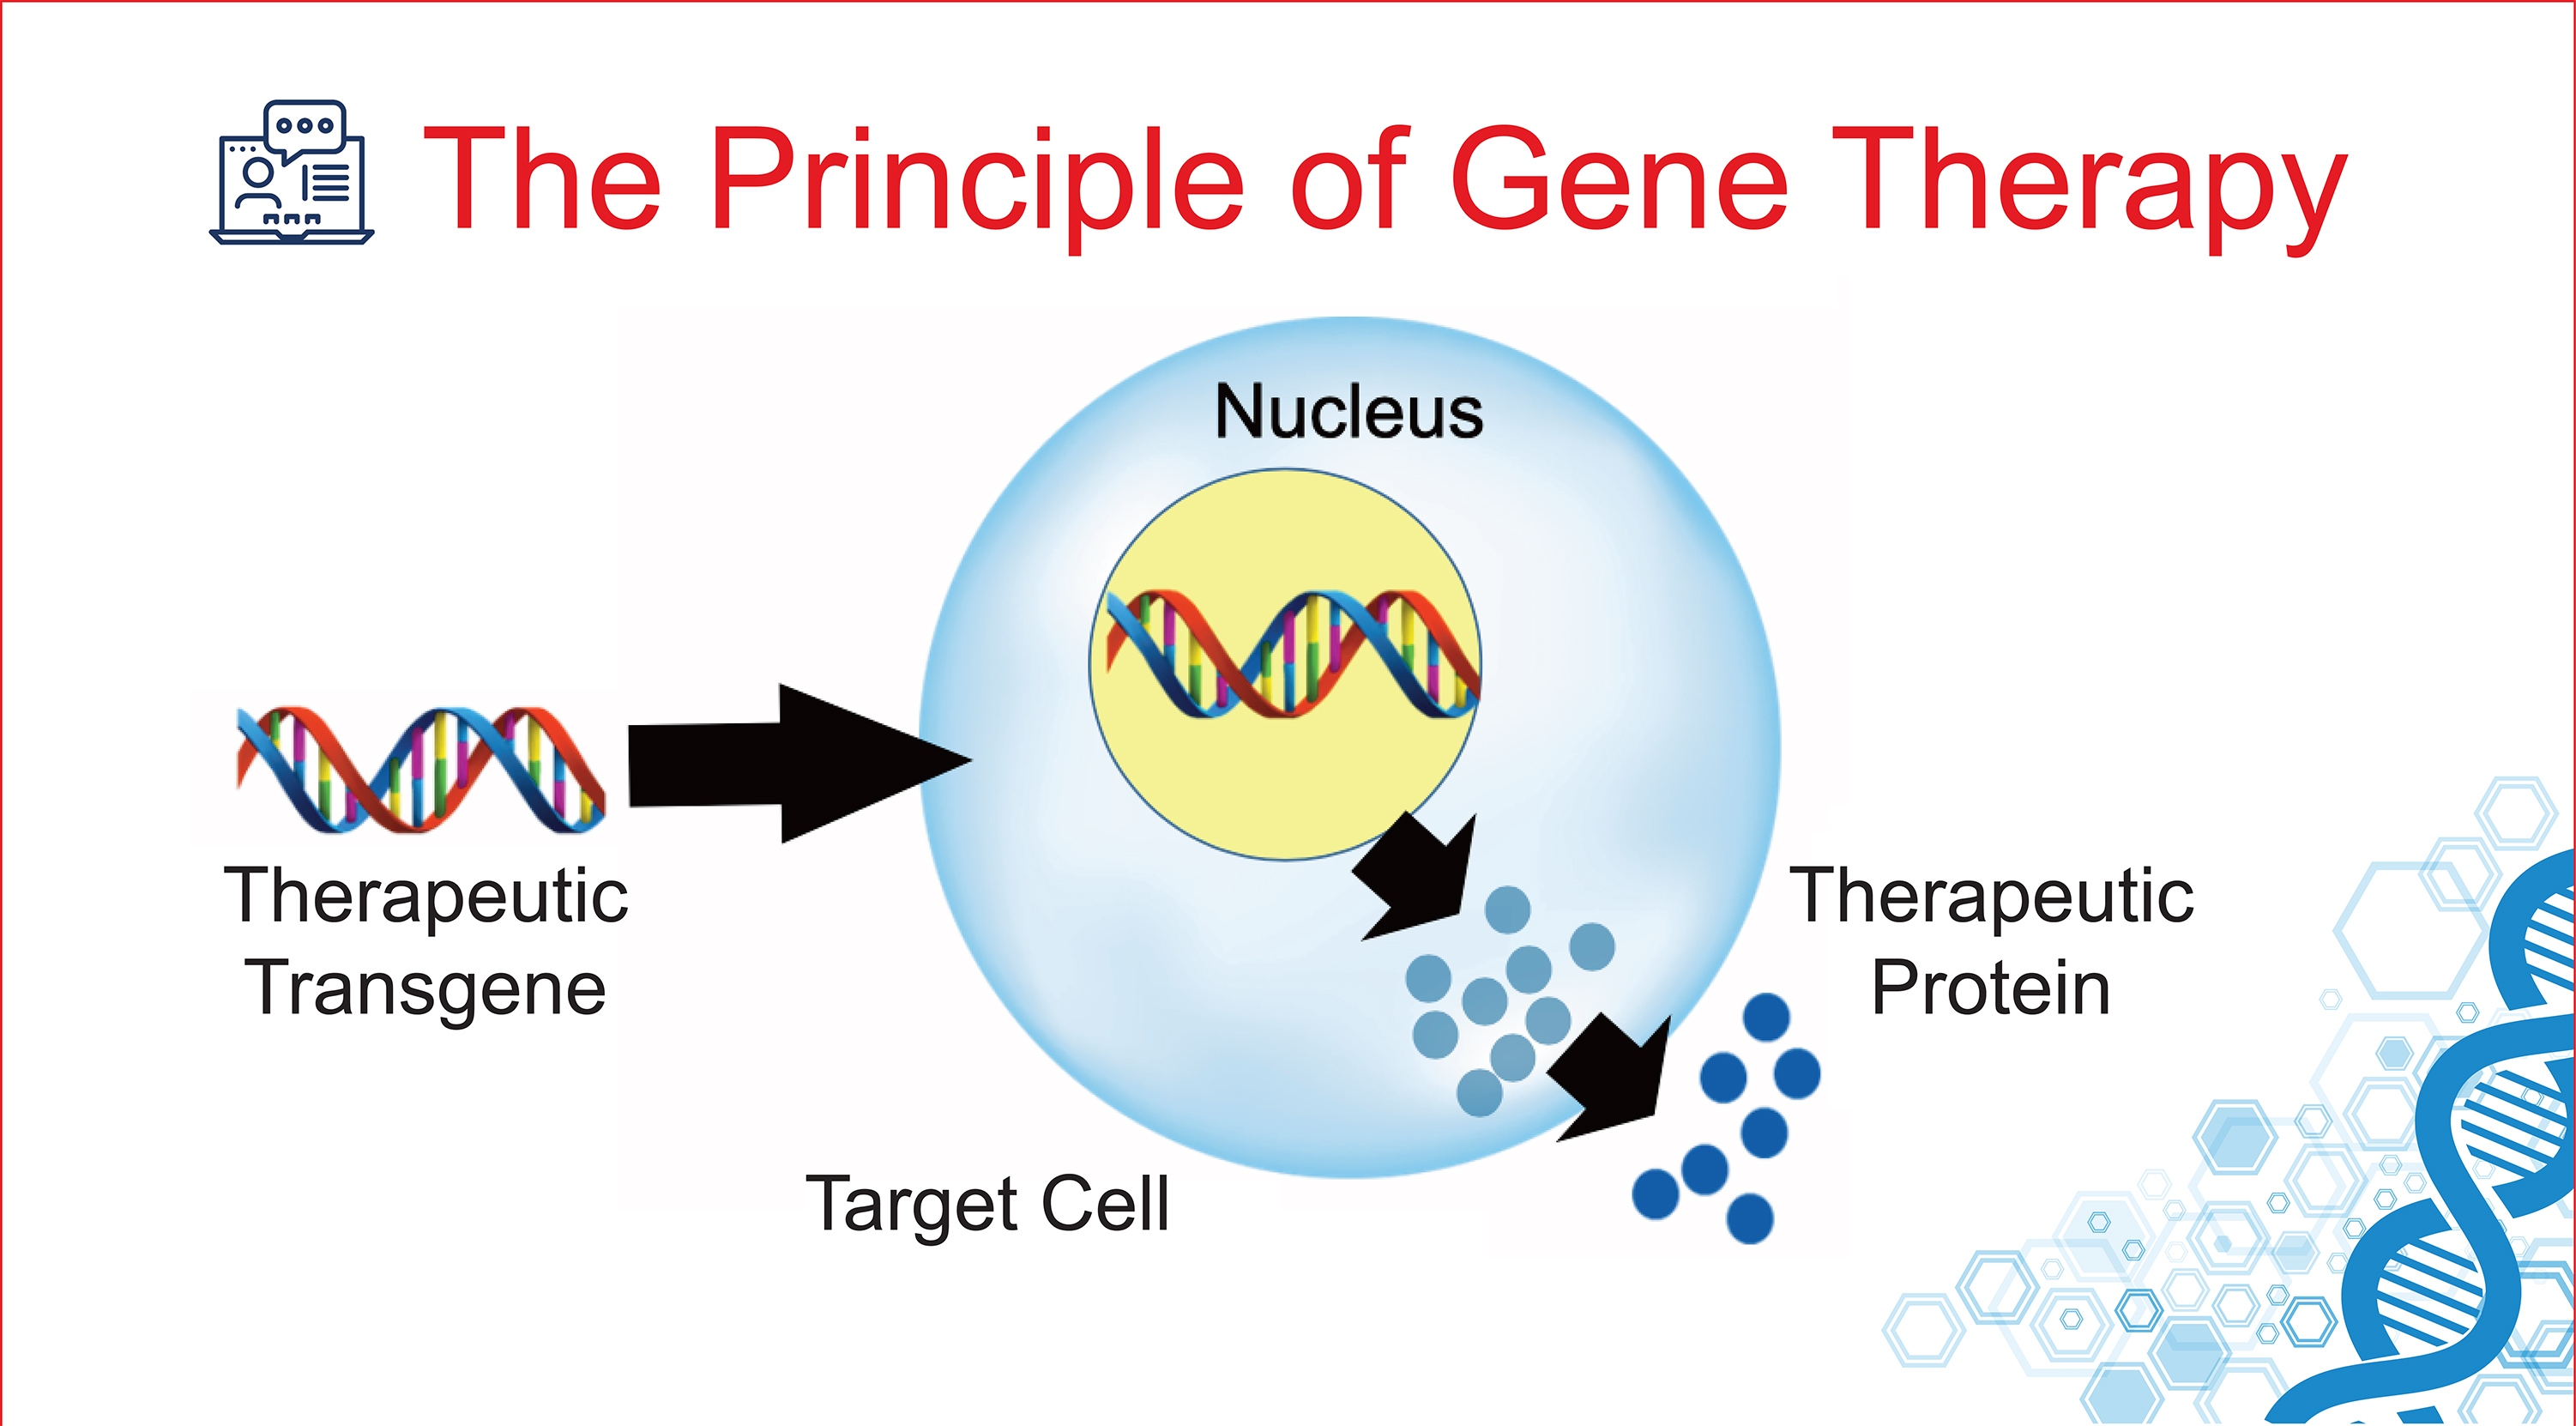 The Principle of Gene Therapy
Nucleus
Therapeutic
Transgene
Therapeutic
Protein
Target Cell